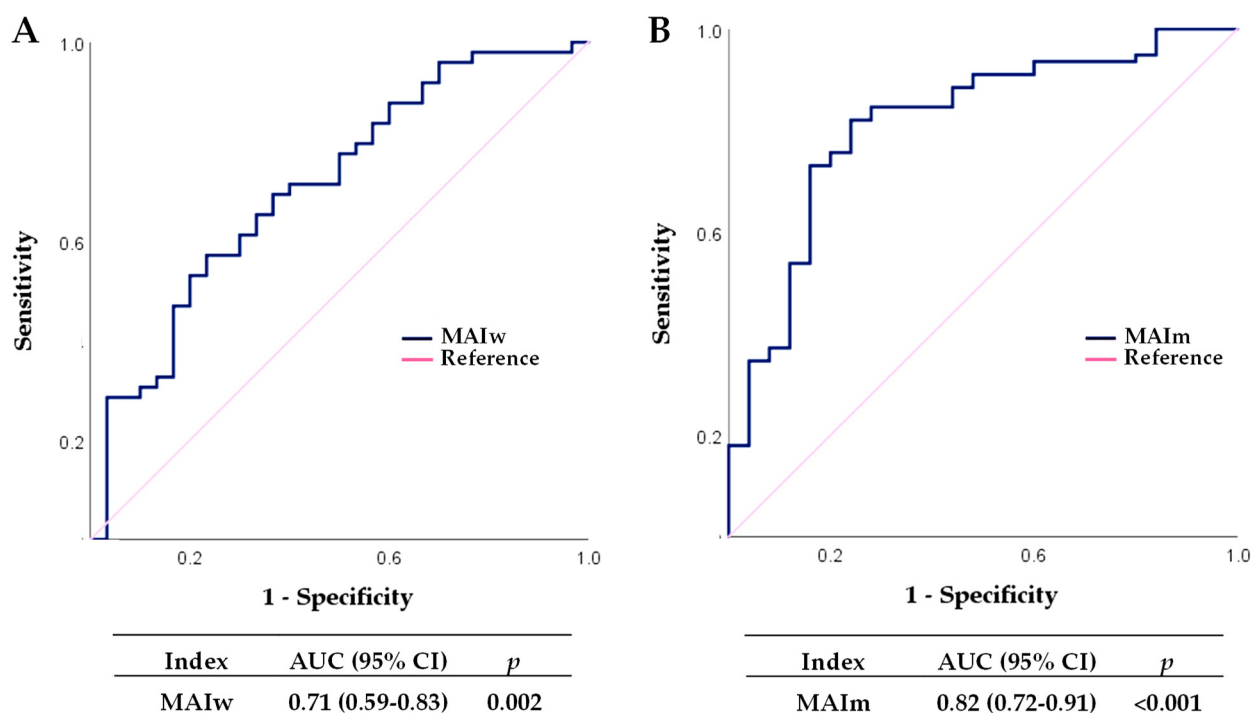 A
1.0
0.6
0.2
Sensitivity
MAIw
Reference
0.2 0.6 1.0
1 - Specificity
Index AUC (95% CI) p
MAIw 0.71 (0.59-0.83) 0.002
B
1.0
0.6
0.2
Sensitivity
MAIm
Reference
0.2 0.6 1.0
1 - Specificity
Index AUC (95% CI) p
MAIm 0.82 (0.72-0.91) <0.001